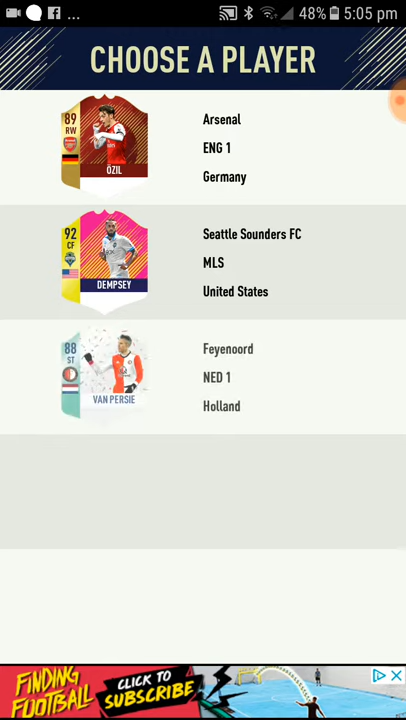 ... 48% 5:05 pm
CHOOSE A PLAYER
89
RW
ÖZIL
Arsenal
ENG 1
Germany
92
CF
DEMPSEY
Seattle Sounders FC
MLS
United States
88
ST
VAN PERSIE
Feyenoord
NED 1
Holland
FINDING
FOOTBALL
CLICK TO
SUBSCRIBE